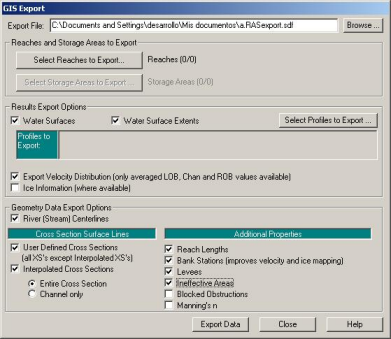 GIS Export
Export File: C:\Documents and Settings\desarrollo\Mis documentos\a.RASexport.sdf Browse ...
Reaches and Storage Areas to Export
Select Reaches to Export... Reaches (0/0)
Select Storage Areas to Export ... Storage Areas (0/0)
Results Export Options
Water Surfaces Water Surface Extents Select Profiles to Export ...
Profiles to Export:
Export Velocity Distribution (only averaged LOB, Chan and ROB values available)
Ice Information (where available)
Geometry Data Export Options
River (Stream) Centerlines
Cross Section Surface Lines Additional Properties
User Defined Cross Sections
(all XS's except Interpolated XS's)
Interpolated Cross Sections
Entire Cross Section
Channel only
Reach Lengths
Bank Stations (improves velocity and ice mapping)
Levees
Ineffective Areas
Blocked Obstructions
Manning's n
Export Data Close Help